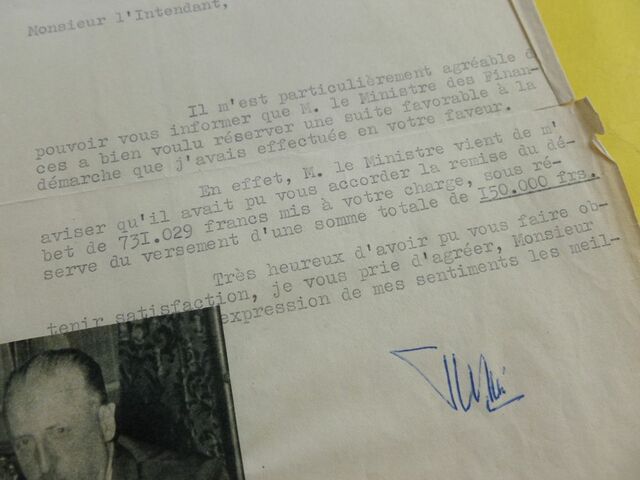 Monsieur l'Intendant,
Il m'est particulièrement agréable d
pouvoir vous informer que M. le Ministre des Finan-
ces a bien voulu réserver une suite favorable à la
démarche que j'avais effectuée en votre faveur.
En effet, M. le Ministre vient de m'
aviser qu'il avait pu vous accorder la remise du dé-
bet de 731.029 francs mis à votre charge, sous ré-
serve du versement d'une somme totale de 150.000 frs.
Très heureux d'avoir pu vous faire ob-
tenir satisfaction, je vous prie d'agréer, Monsieur
expression de mes sentiments les meil-